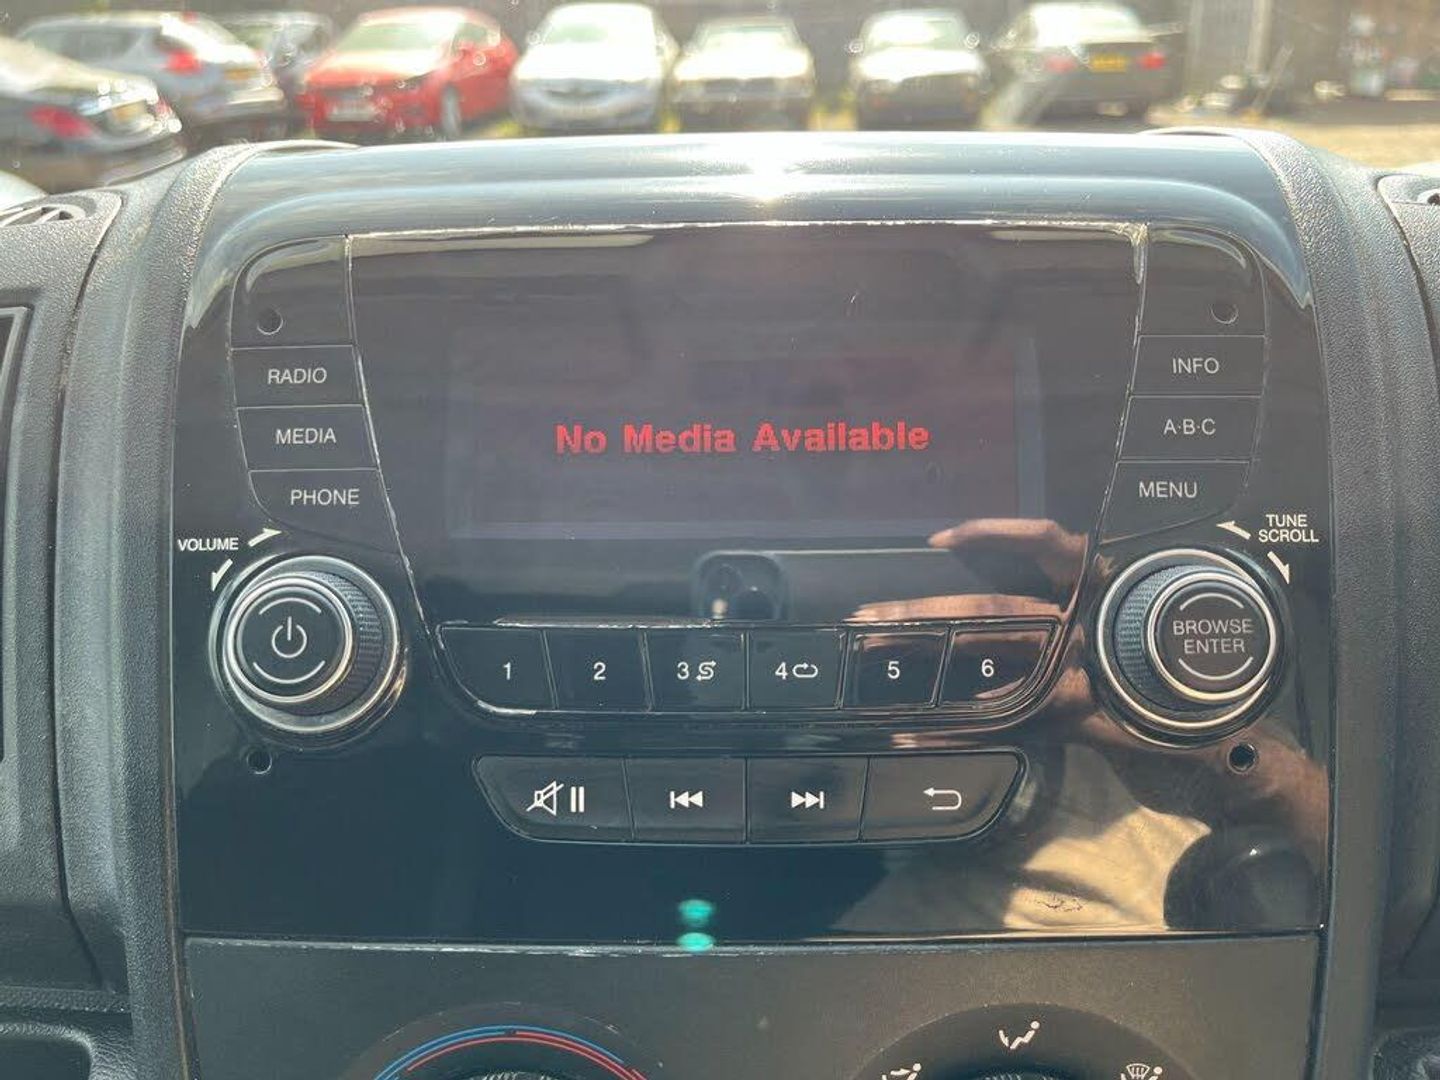 RADIO
MEDIA
PHONE
VOLUME
No Media Available
INFO
A·B·C
MENU
TUNE
SCROLL
BROWSE
ENTER
1
2
3
4
5
6